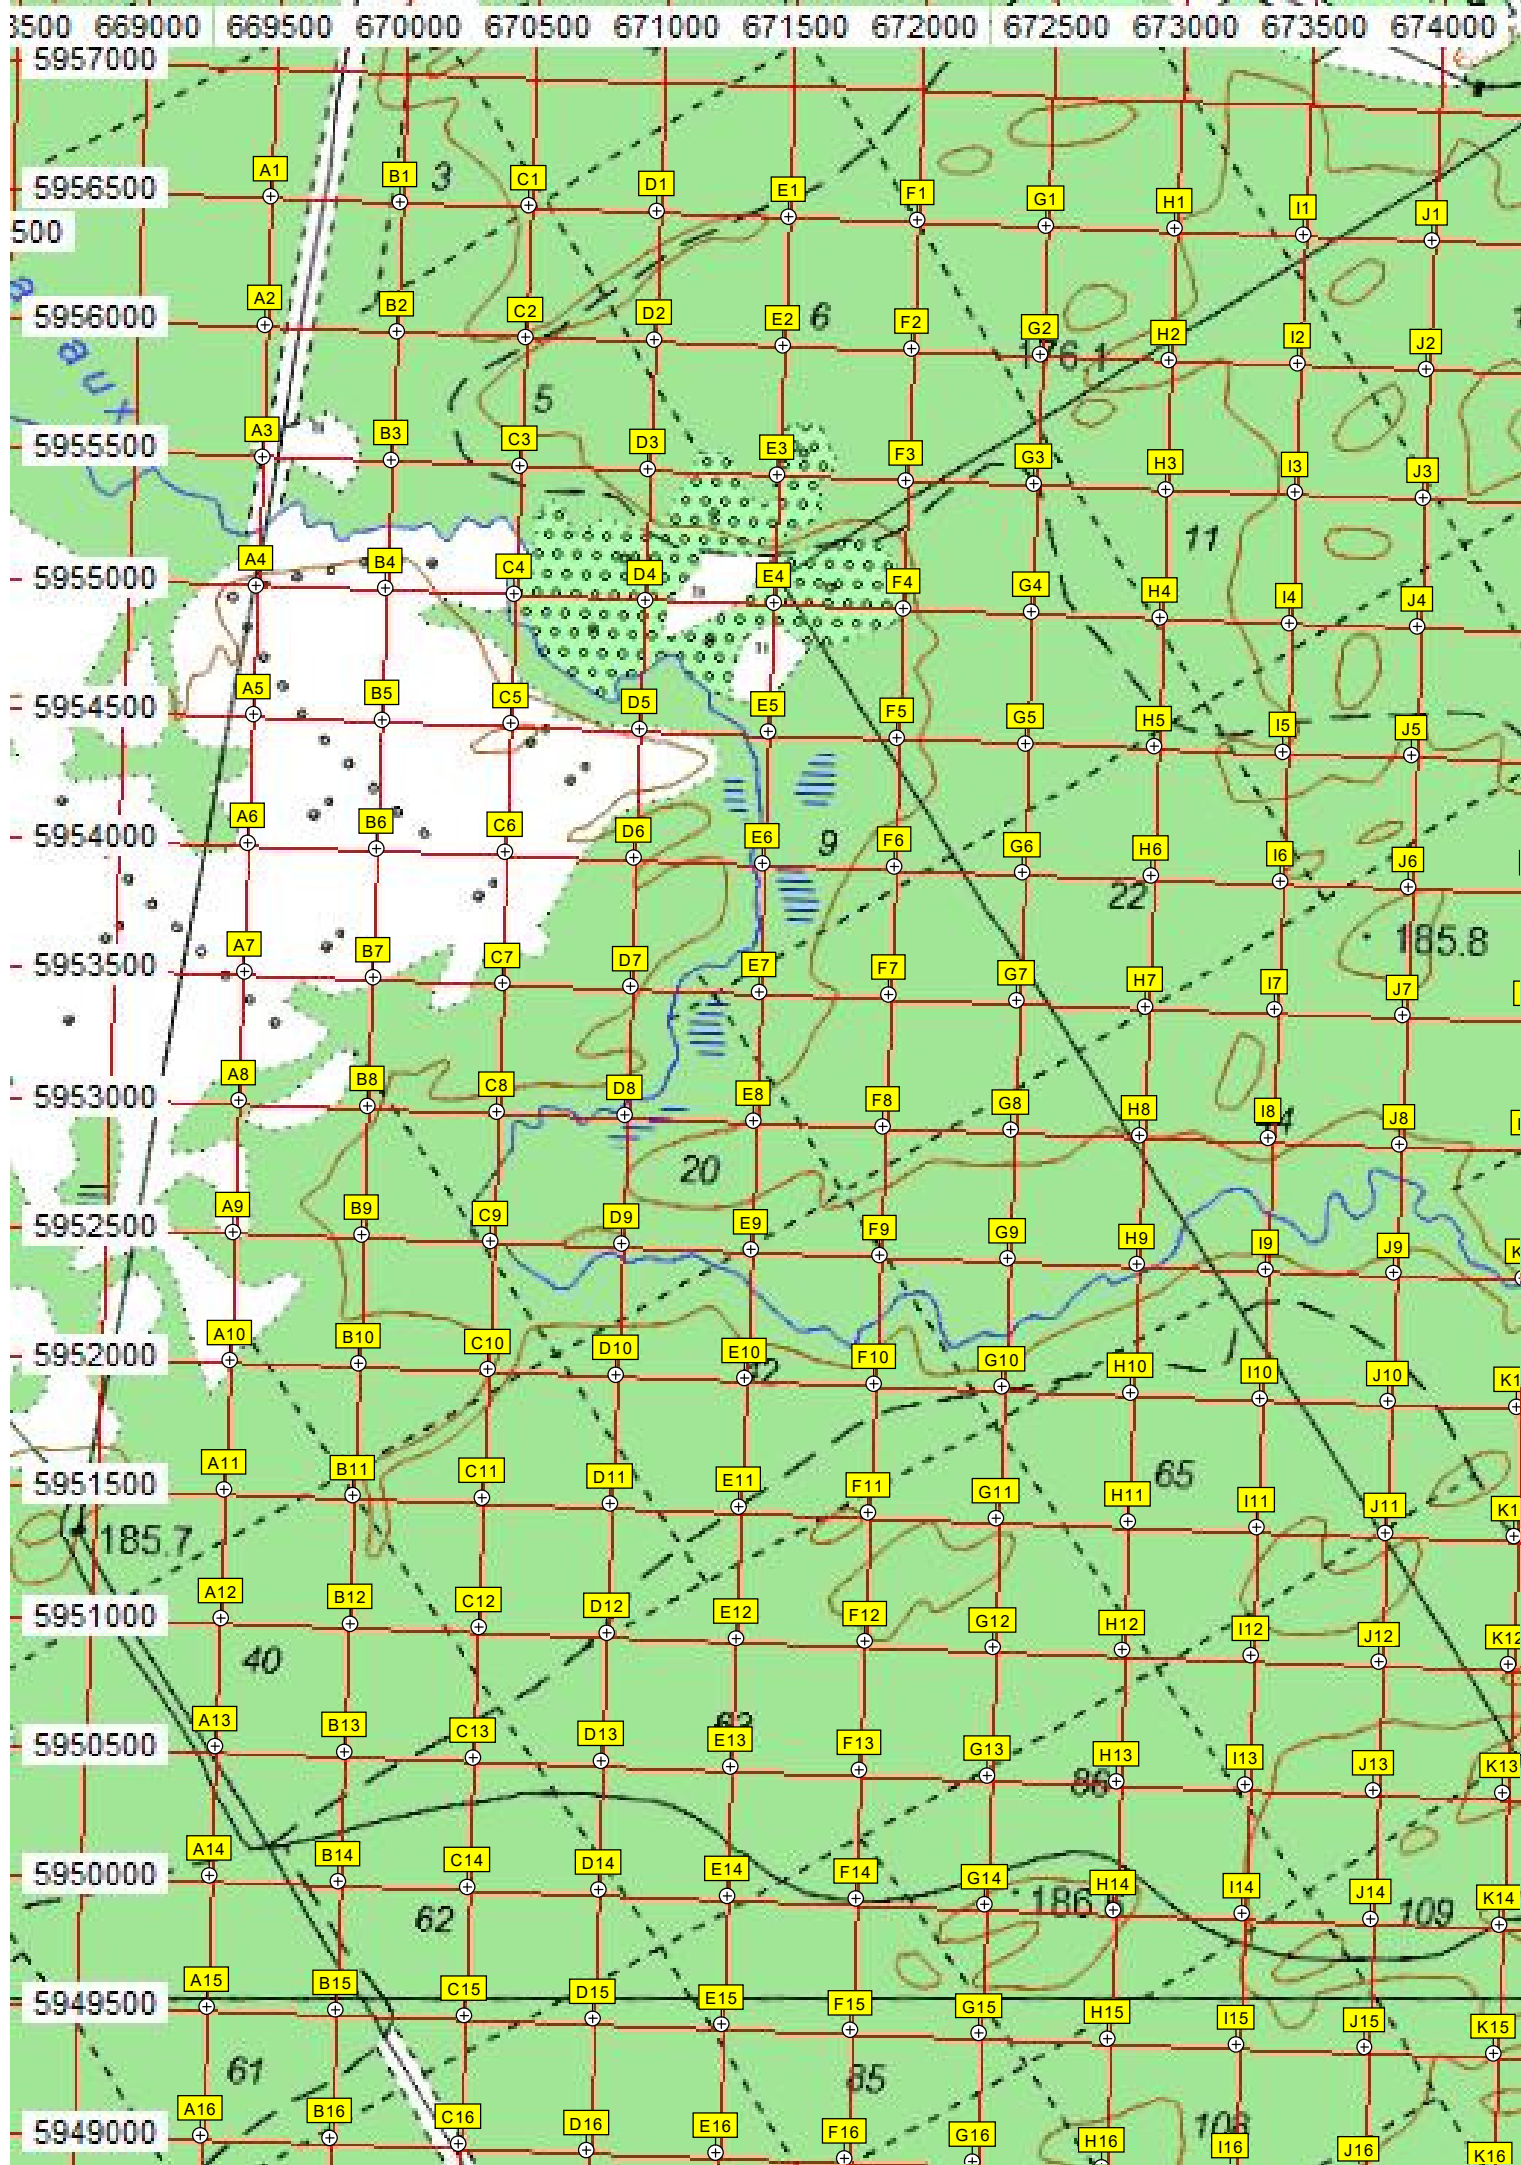 669000 669500 670000 670500 671000 671500 672000 672500 673000 673500 674000
5957000
A1 B1 3 C1 D1 E1 F1 G1 H1 I1 J1
5956500
500
A2 B2 C2 D2 E2 6 F2 G2 H2 I2 J2
5956000
176.1
а и х
5
A3 B3 C3 D3 E3 F3 G3 H3 I3 J3
5955500
11
A4 B4 C4 D4 E4 F4 G4 H4 I4 J4
5955000
A5 B5 C5 D5 E5 F5 G5 H5 I5 J5
5954500
A6 B6 C6 D6 E6 9 F6 G6 H6 I6 J6
5954000
22
185.8
A7 B7 C7 D7 E7 F7 G7 H7 I7 J7
5953500
A8 B8 C8 D8 E8 F8 G8 H8 I8 J8
5953000
20
A9 B9 C9 D9 E9 F9 G9 H9 I9 J9
5952500
A10 B10 C10 D10 E10 F10 G10 H10 I10 J10
5952000
A11 B11 C11 D11 E11 F11 G11 H11 65 I11 J11
5951500
185.7
A12 B12 C12 D12 E12 F12 G12 H12 I12 J12 K12
5951000
40
A13 B13 C13 D13 E13 F13 G13 H13 I13 J13 K13
5950500
86
A14 B14 C14 D14 E14 F14 G14 H14 I14 J14 K14
5950000
62 186 109
A15 B15 C15 D15 E15 F15 G15 H15 I15 J15 K15
5949500
61 85
A16 B16 C16 D16 E16 F16 G16 H16 108 I16 J16 K16
5949000